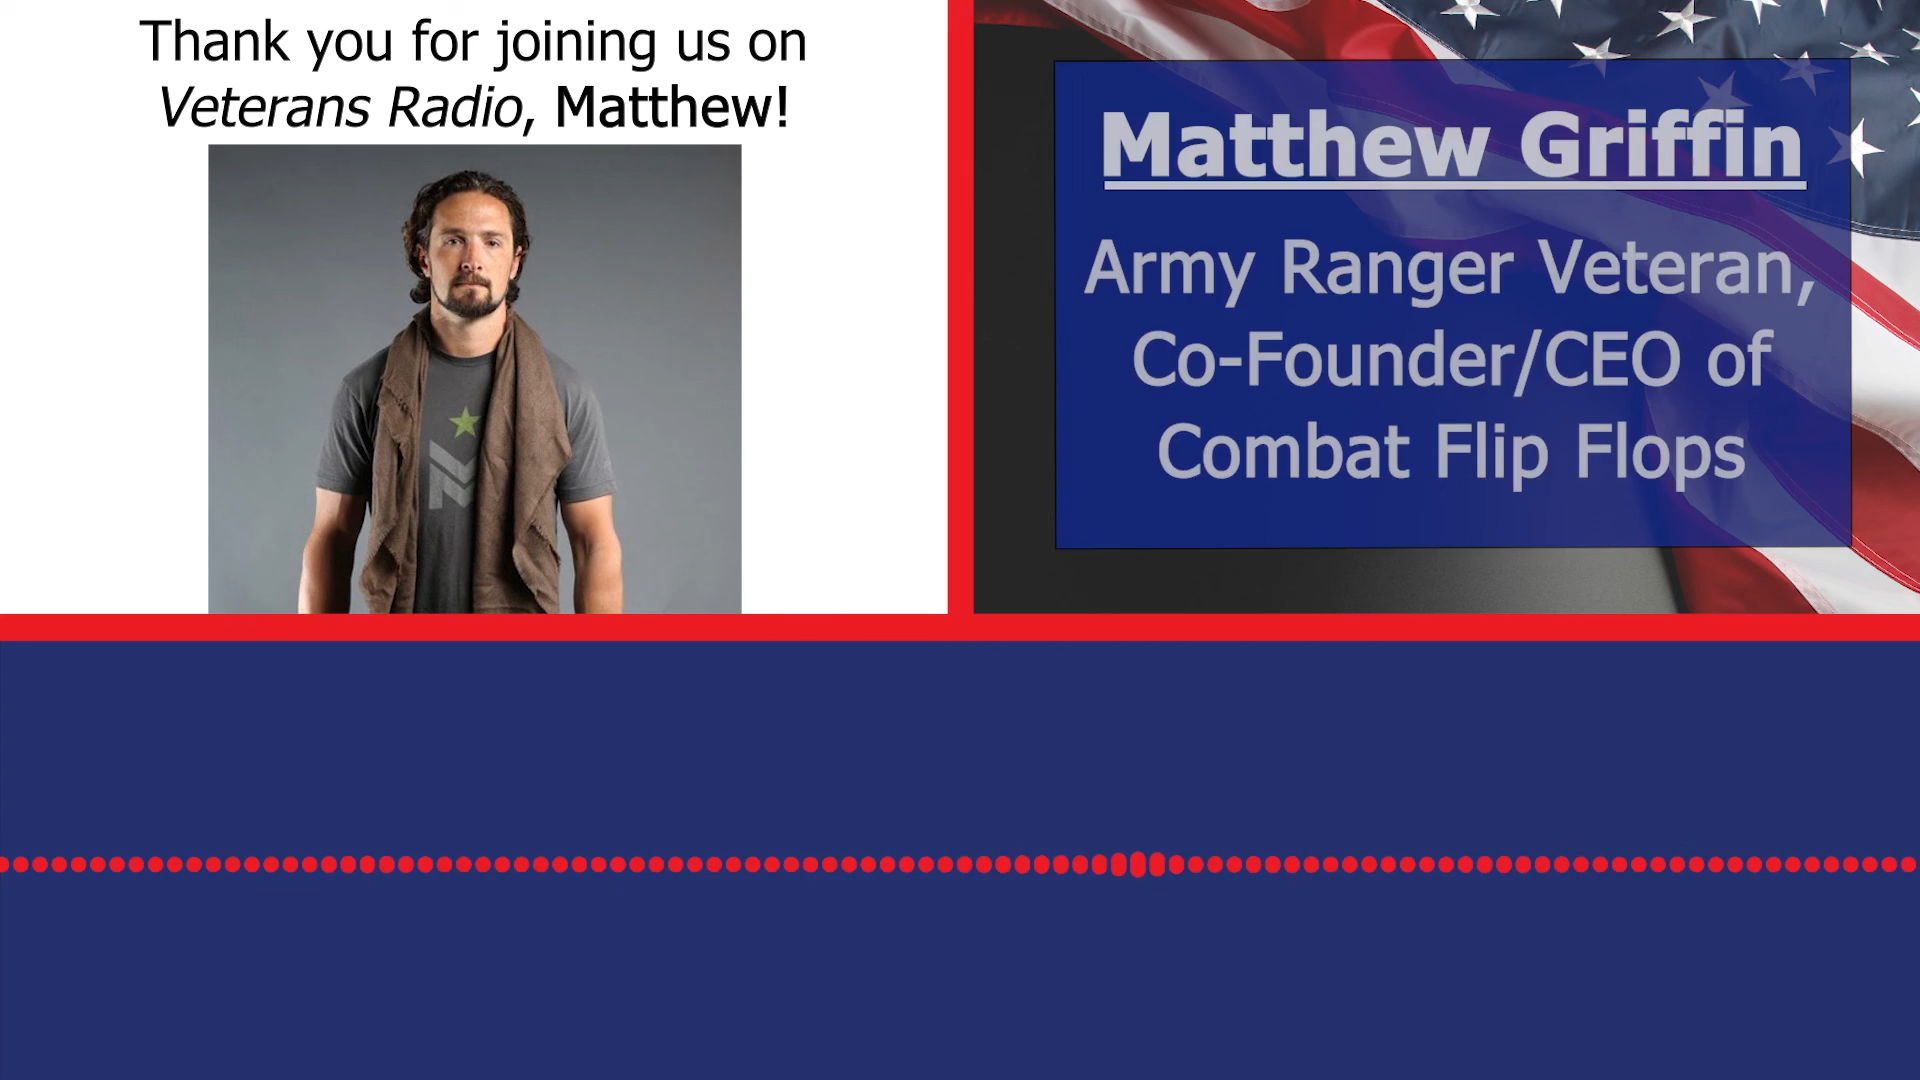 Thank you for joining us on
Veterans Radio, Matthew!
Matthew Griffin
Army Ranger Veteran,
Co-Founder/CEO of
Combat Flip Flops